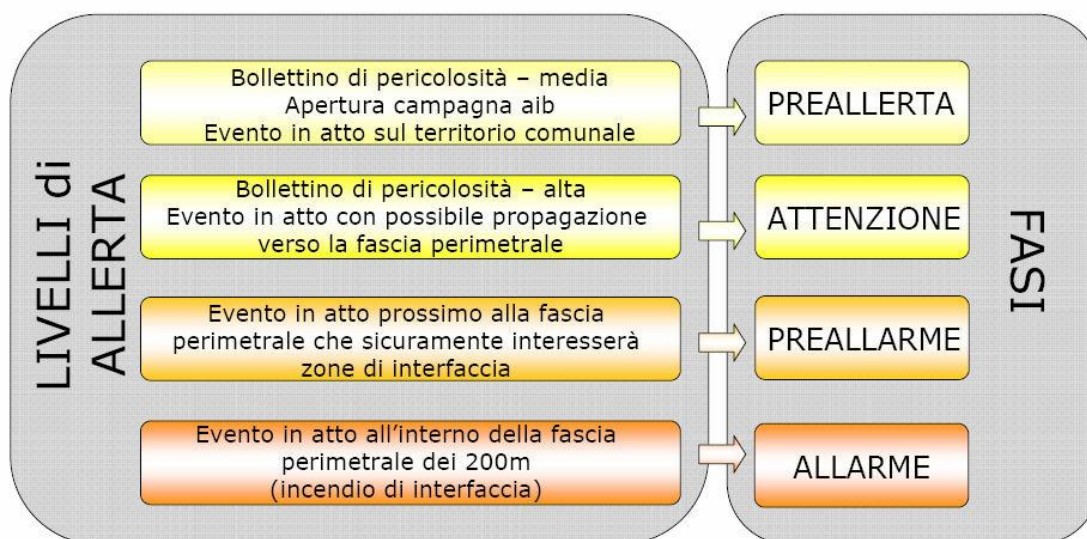 LIVELLI di
ALLERTA
Bollettino di pericolosità – media
Apertura campagna aib
Evento in atto sul territorio comunale
PREALLERTA
Bollettino di pericolosità – alta
Evento in atto con possibile propagazione
verso la fascia perimetrale
ATTENZIONE
Evento in atto prossimo alla fascia
perimetrale che sicuramente interesserà
zone di interfaccia
PREALLARME
Evento in atto all'interno della fascia
perimetrale dei 200m
(incendio di interfaccia)
ALLARME
FASI